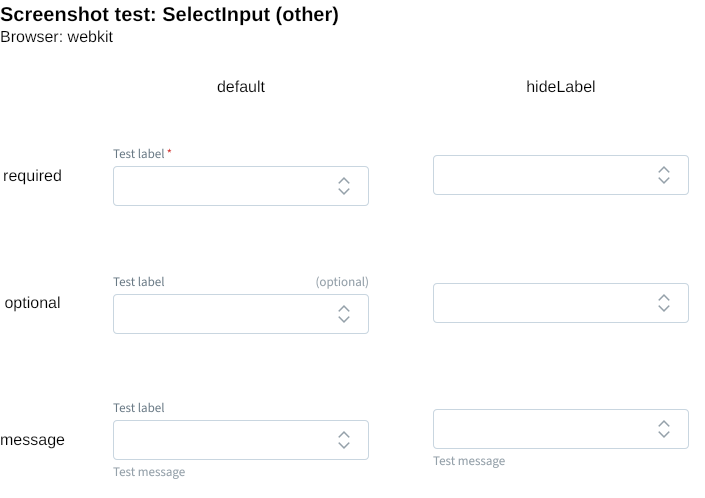 Screenshot test: SelectInput (other)
Browser: webkit
default hideLabel
Test label *
required
Test label (optional)
optional
Test label
message
Test message Test message